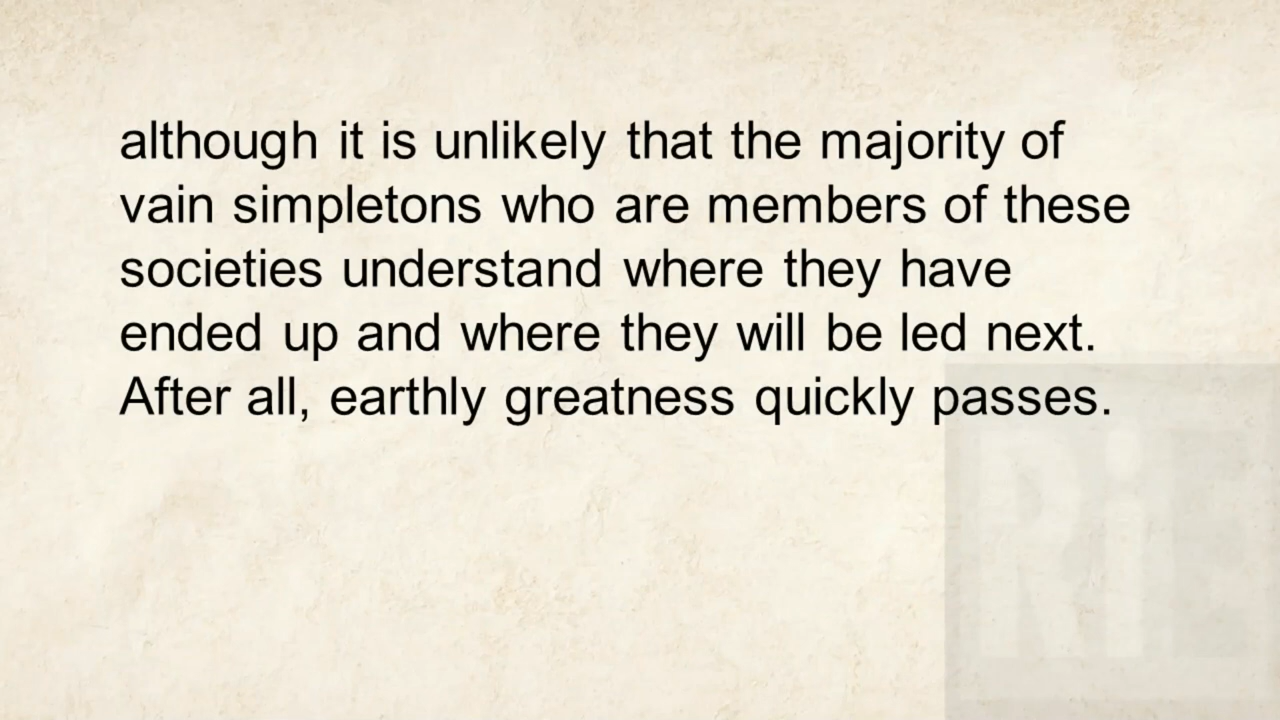 although it is unlikely that the majority of
vain simpletons who are members of these
societies understand where they have
ended up and where they will be led next.
After all, earthly greatness quickly passes.
RiE